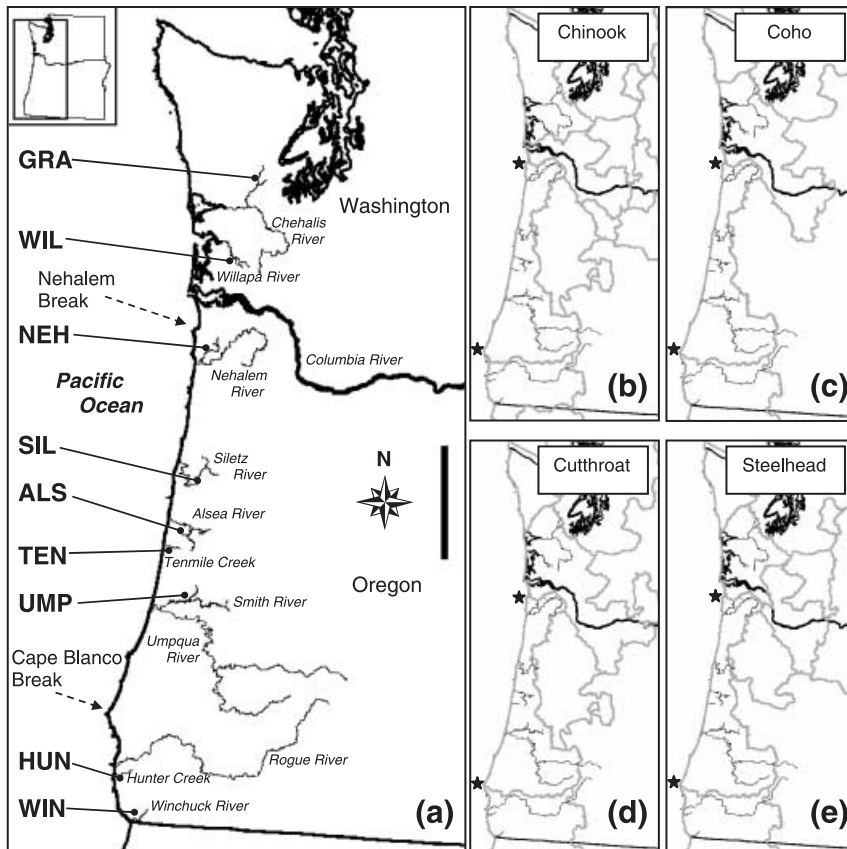 GRA
WIL
Nehalem
Break
NEH
Pacific
Ocean
SIL
ALS
TEN
UMP
Cape Blanco
Break
HUN
WIN
Washington
Chehalis
River
Willapa River
Columbia River
Nehalem
River
Siletz
River
N
Alsea River
Tenmile Creek
Oregon
Smith River
Umpqua
River
Rogue River
Hunter Creek
Winchuck River
(a)
Chinook
(b)
Coho
(c)
Cutthroat
(d)
Steelhead
(e)